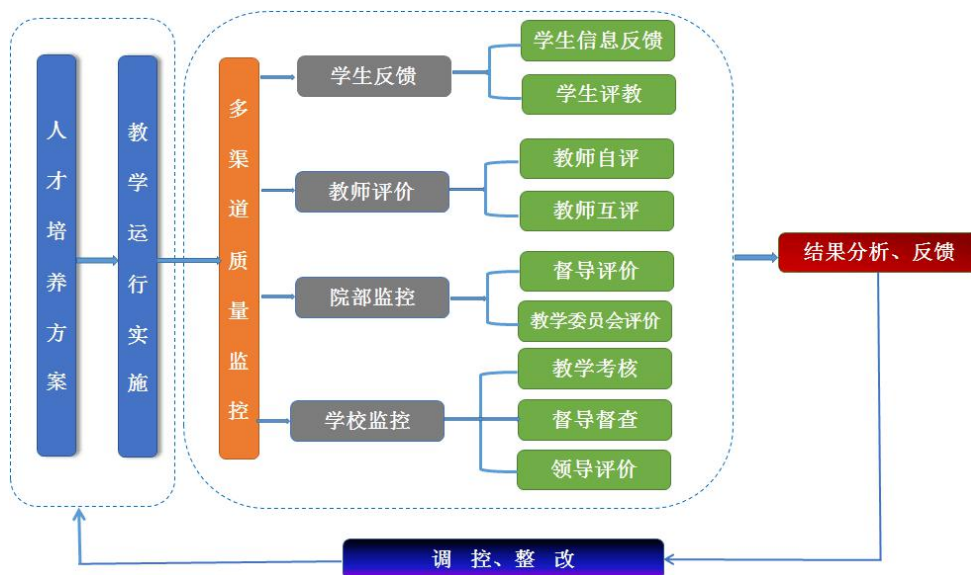 人才培养方案
教学运行实施
多渠道质量监控
学生反馈
学生信息反馈
学生评教
教师评价
教师自评
教师互评
院部监控
督导评价
教学委员会评价
学校监控
教学考核
督导督查
领导评价
结果分析、反馈
调 控、整 改